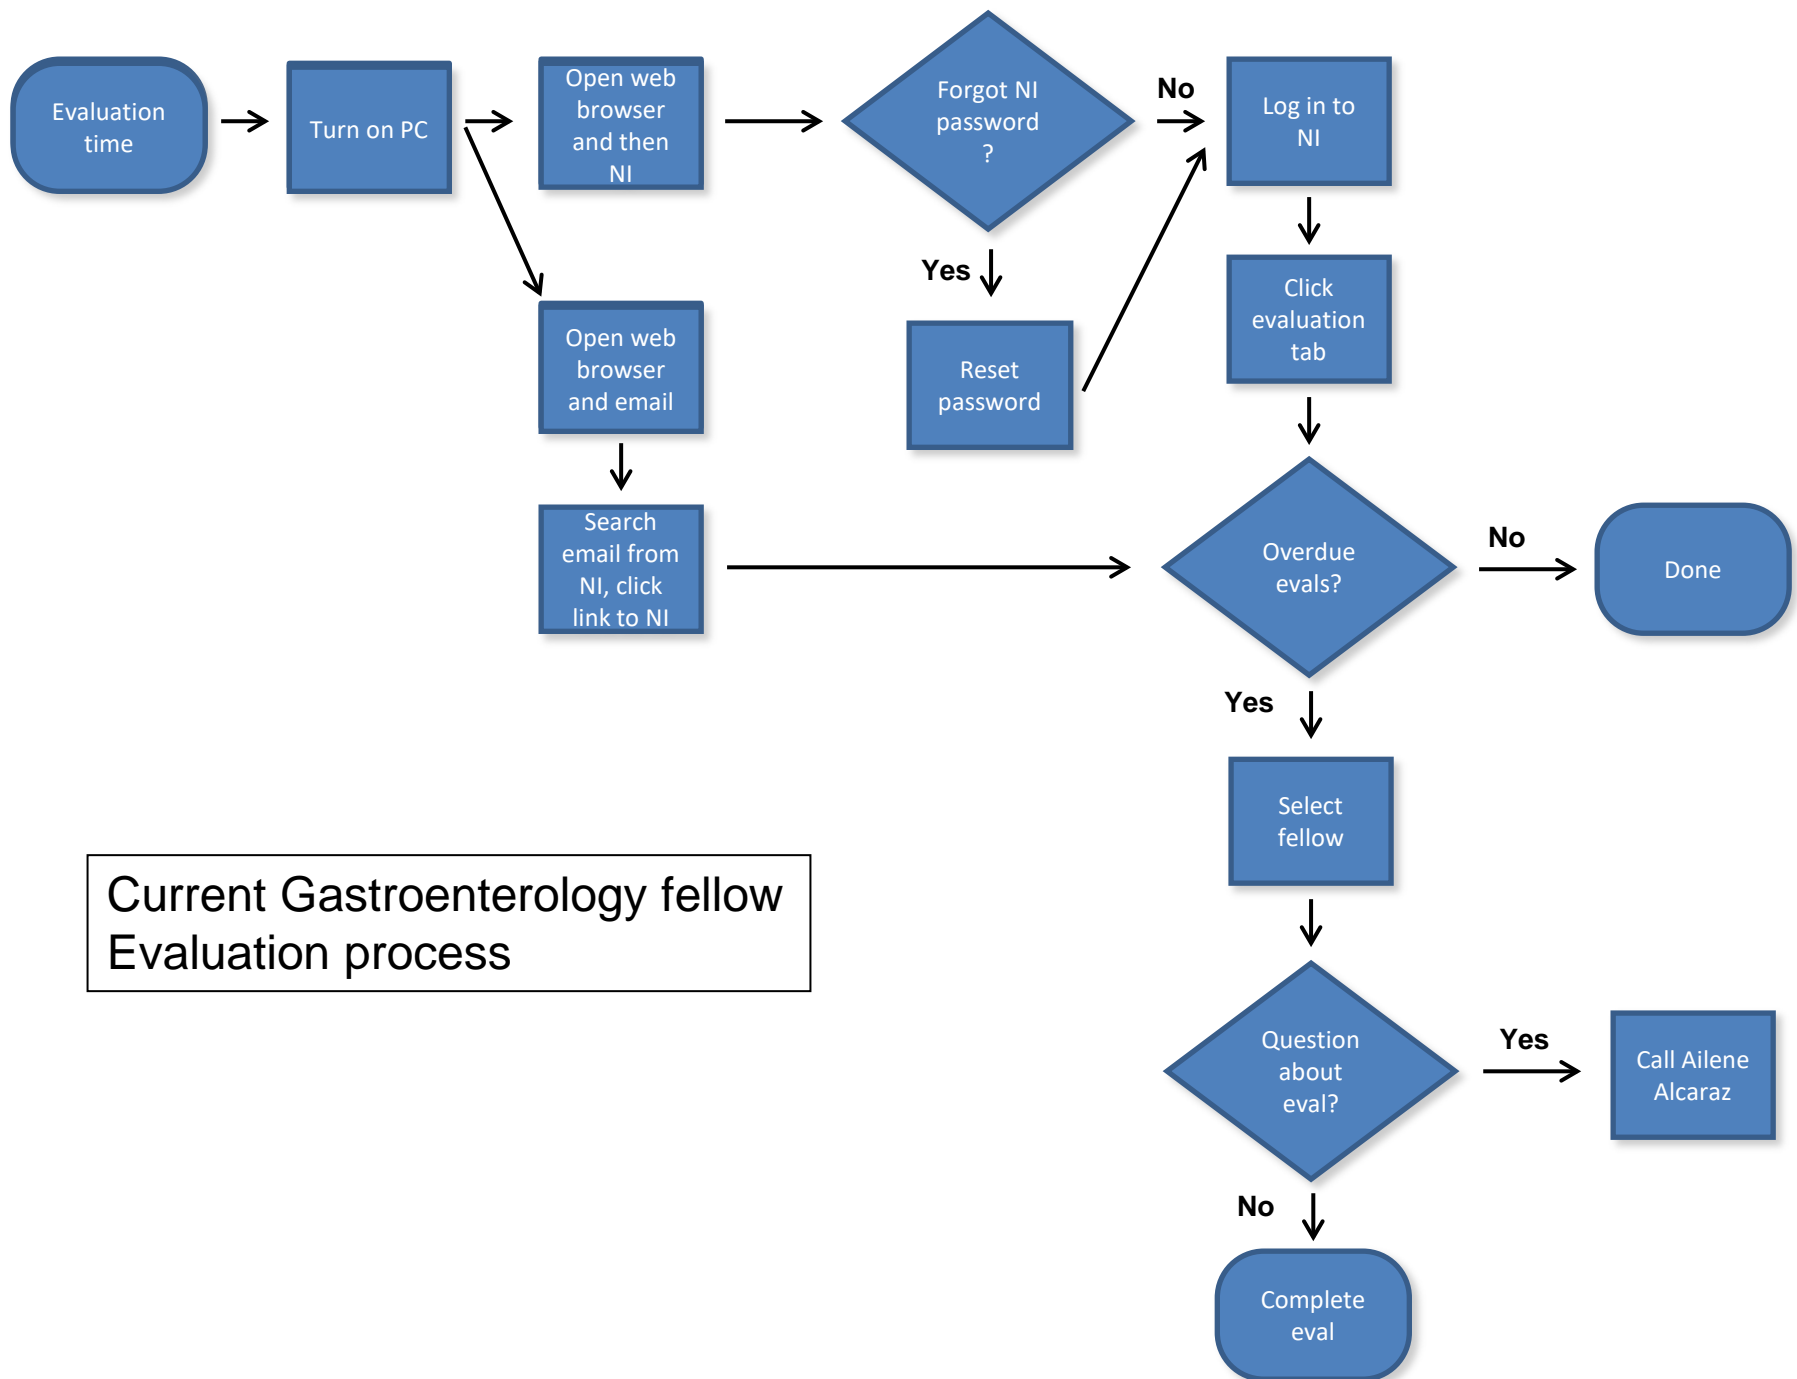 Evaluation
time
Turn on PC
Open web
browser
and then
NI
Forgot NI
password
?
No
Log in to
NI
Yes
Click
evaluation
tab
Open web
browser
and email
Reset
password
Search
email from
NI, click
link to NI
Overdue
evals?
No
Done
Yes
Select
fellow
Current Gastroenterology fellow
Evaluation process
Question
about
eval?
Yes
Call Ailene
Alcaraz
No
Complete
eval